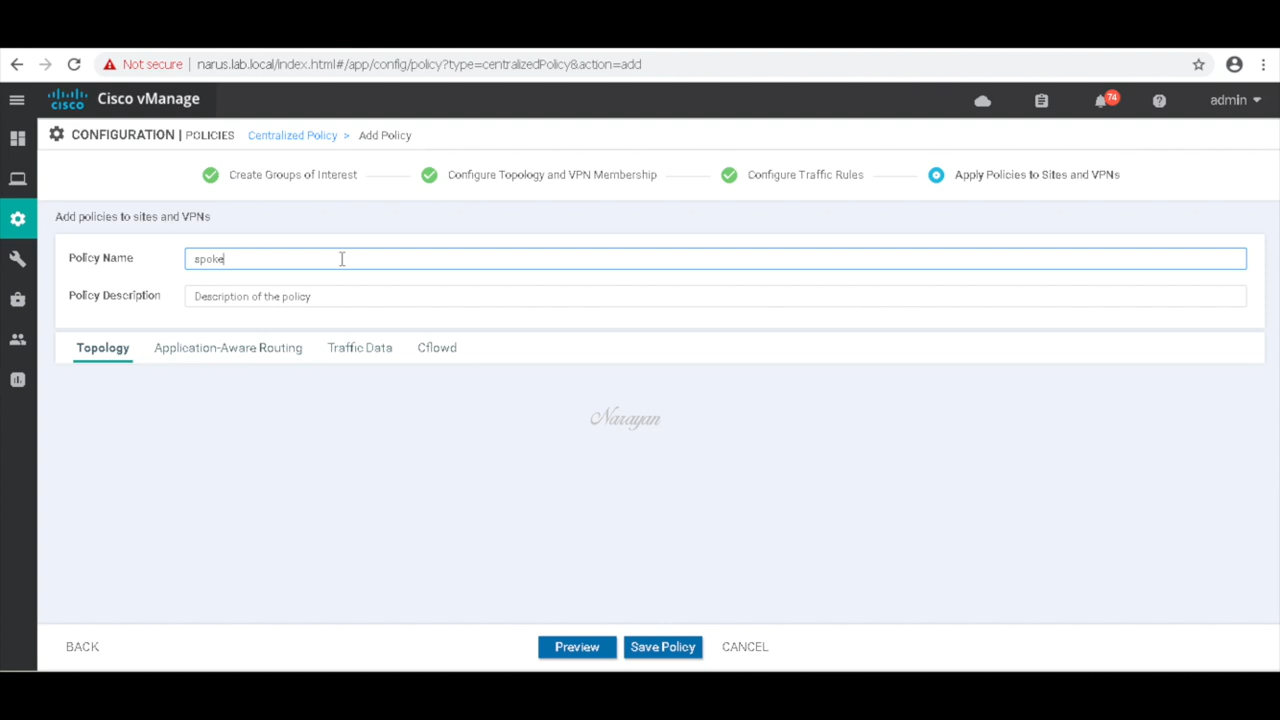 Not secure narus.lab.local/index.html#/app/config/policy?type=centralizedPolicy&action=add
cisco Cisco vManage 74 admin
CONFIGURATION | POLICIES Centralized Policy > Add Policy
Create Groups of Interest Configure Topology and VPN Membership Configure Traffic Rules Apply Policies to Sites and VPNs
Add policies to sites and VPNs
Policy Name spoke
Policy Description Description of the policy
Topology Application-Aware Routing Traffic Data Cflowd
Narayan
BACK Preview Save Policy CANCEL